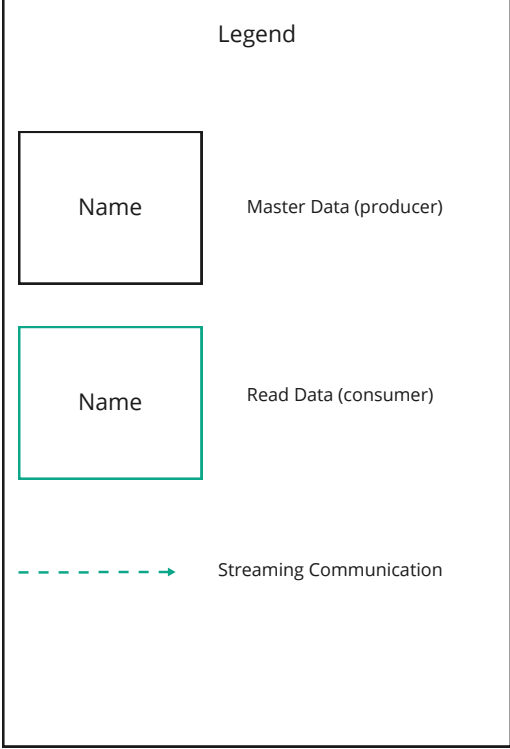 Legend
Name
Master Data (producer)
Name
Read Data (consumer)
Streaming Communication